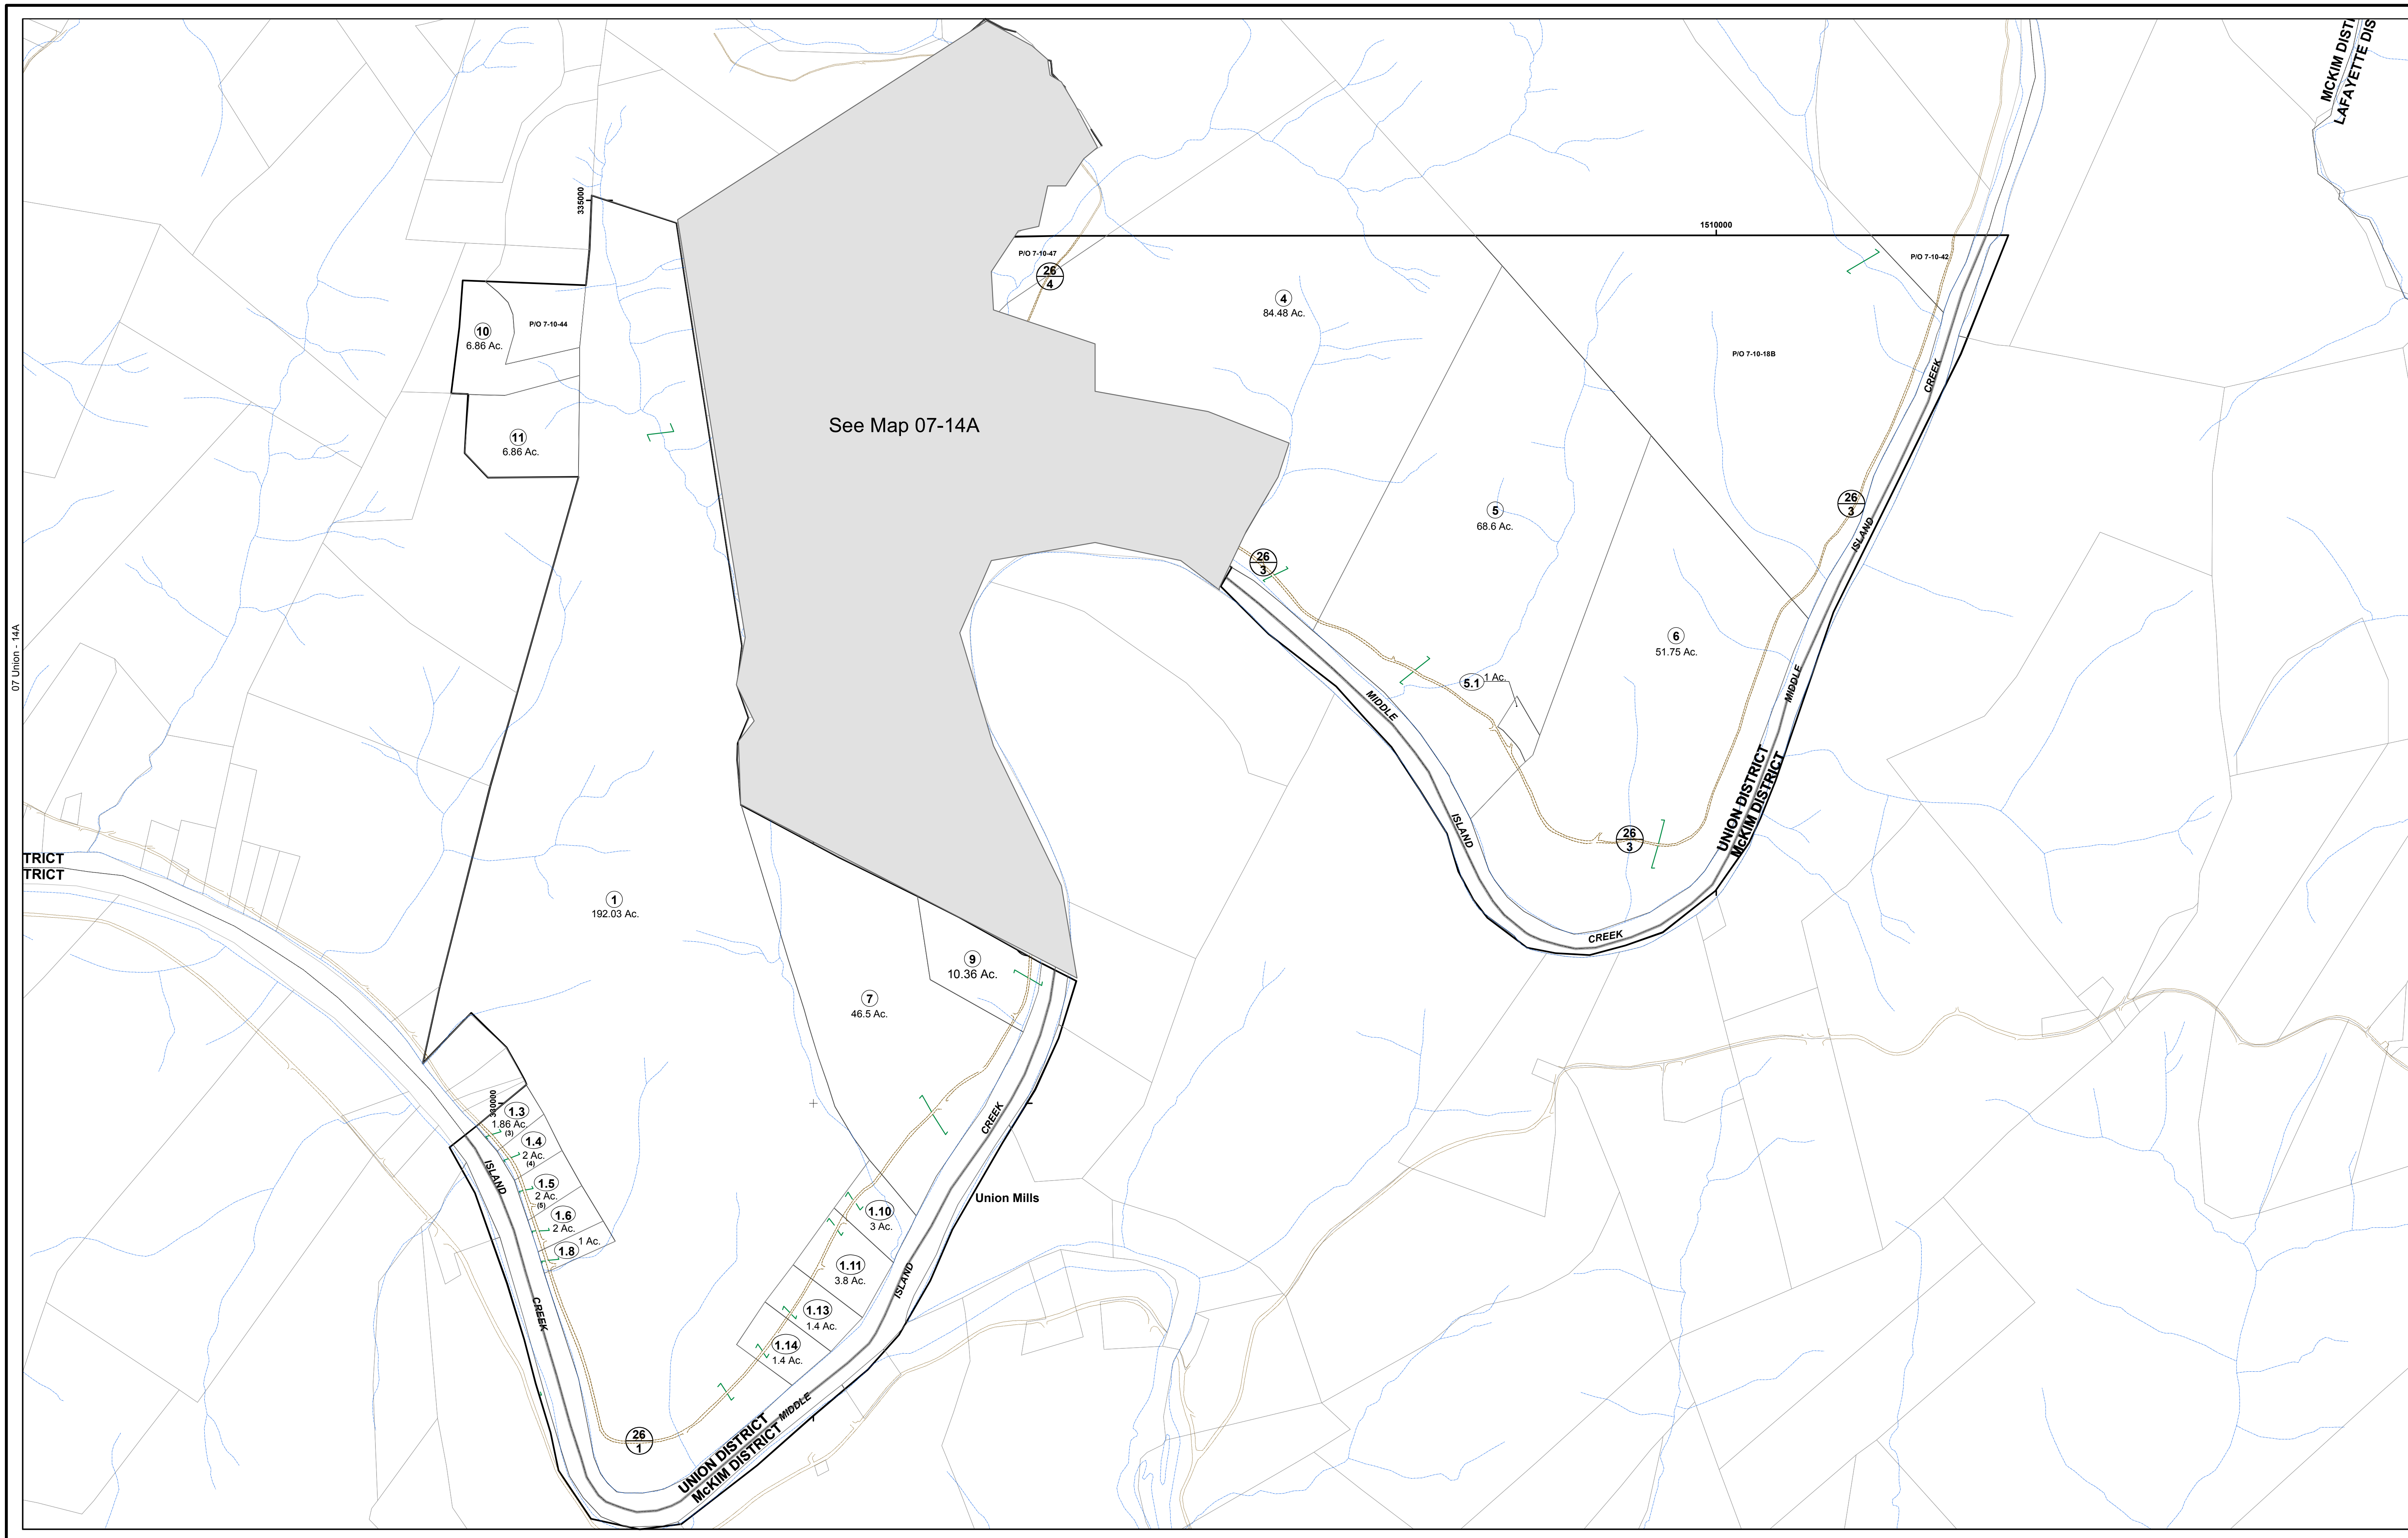 MCKIM DISTR
LAFAYETTE DIS
335000
1510000
P/O 7-10-47
P/O 7-10-42
26
4
4
84.48 Ac.
10
6.86 Ac.
P/O 7-10-44
P/O 7-10-18B
CREEK
See Map 07-14A
11
6.86 Ac.
5
68.6 Ac.
26
3
ISLAND
26
3
07 Union - 14A
6
51.75 Ac.
5.1
1 Ac.
MIDDLE
MIDDLE
UNION DISTRICT
McKIM DISTRICT
ISLAND
26
3
TRICT
TRICT
1
192.03 Ac.
CREEK
9
10.36 Ac.
7
46.5 Ac.
330000
1.3
1.86 Ac.
(3)
CREEK
1.4
2 Ac.
(4)
ISLAND
1.5
2 Ac.
(5)
Union Mills
1.6
2 Ac.
1.10
3 Ac.
1 Ac.
1.8
1.11
3.8 Ac.
ISLAND
CREEK
1.13
1.4 Ac.
1.14
1.4 Ac.
MIDDLE
26
1
UNION DISTRICT
McKIM DISTRICT